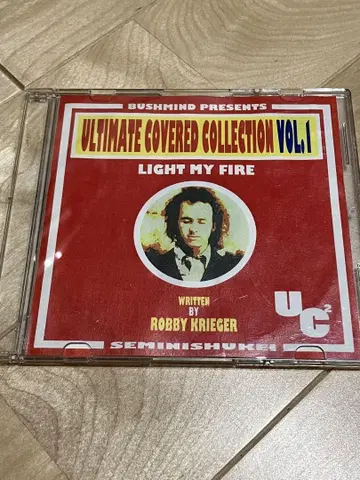 BUSHMIND PRESENTS
ULTIMATE COVERED COLLECTION VOL.1
LIGHT MY FIRE
WRITTEN
BY
ROBBY KRIEGER
UC2
SEMINISHUKEI